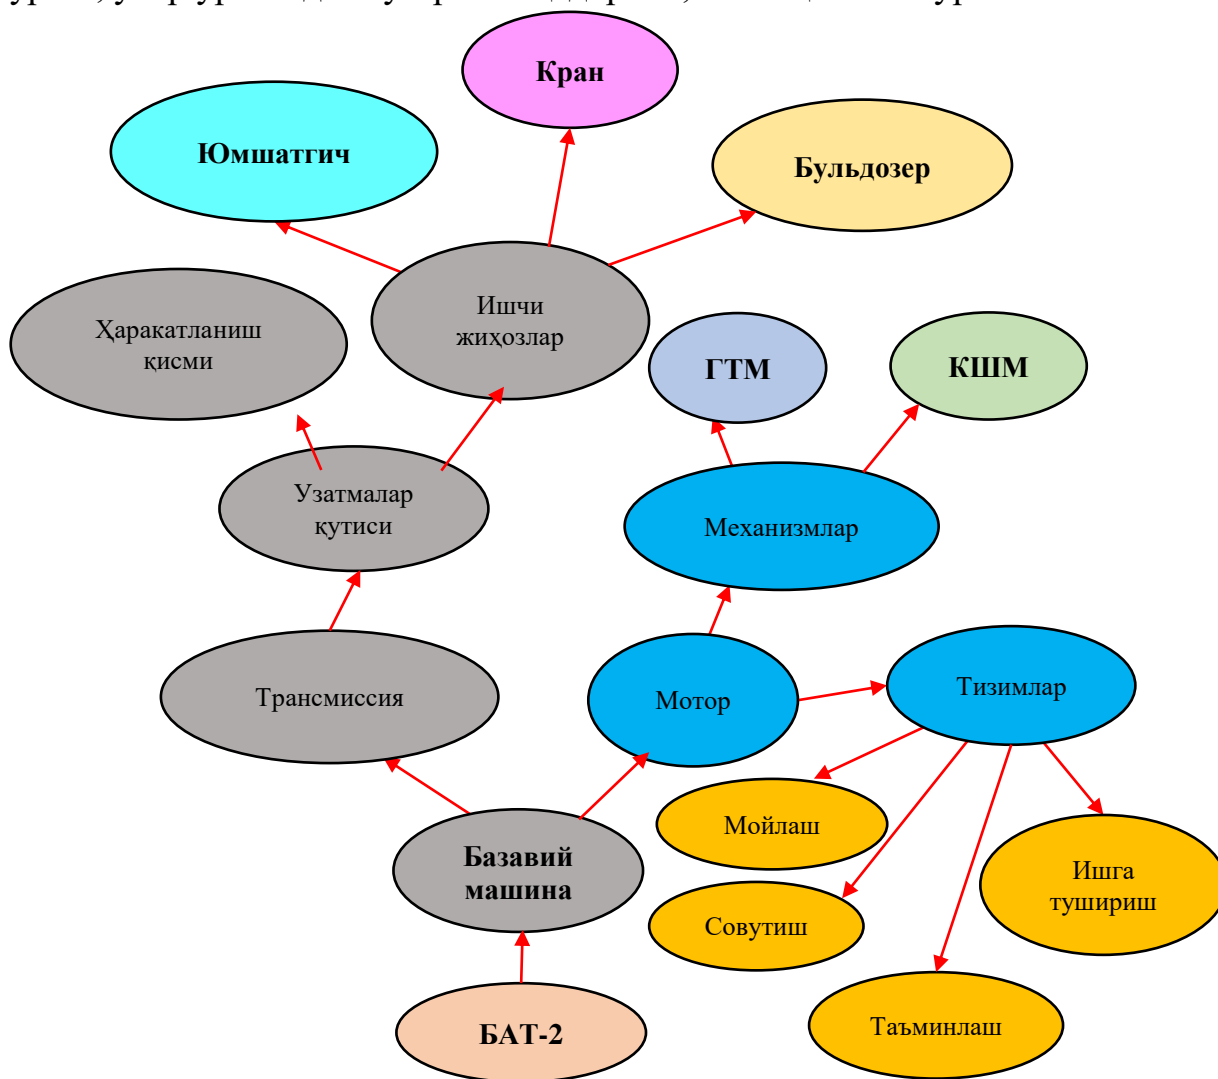 Кран
Юмшатгич
Бульдозер
Ҳаракатланиш
қисми
Ишчи
жиҳозлар
ГТМ
КШМ
Узатмалар
қутиси
Механизмлар
Трансмиссия
Мотор
Тизимлар
Мойлаш
Базавий
машина
Ишга
тушириш
Совутиш
Таъминлаш
БАТ-2